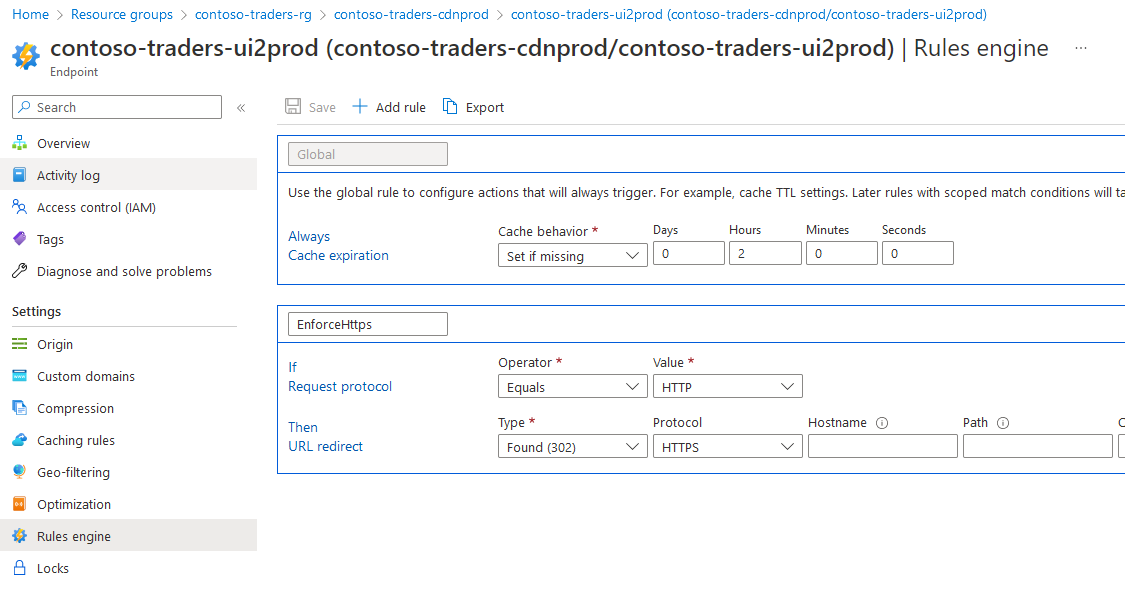 Home > Resource groups > contoso-traders-rg > contoso-traders-cdnprod > contoso-traders-ui2prod (contoso-traders-cdnprod/contoso-traders-ui2prod)
contoso-traders-ui2prod (contoso-traders-cdnprod/contoso-traders-ui2prod) | Rules engine ...
Endpoint
Search «
Overview
Activity log
Access control (IAM)
Tags
Diagnose and solve problems
Settings
Origin
Custom domains
Compression
Caching rules
Geo-filtering
Optimization
Rules engine
Locks
Save Add rule Export
Global
Use the global rule to configure actions that will always trigger. For example, cache TTL settings. Later rules with scoped match conditions will ta
Always
Cache expiration
Cache behavior * Days Hours Minutes Seconds
Set if missing 0 2 0 0
EnforceHttps
If
Request protocol
Operator * Value *
Equals HTTP
Then
URL redirect
Type * Protocol Hostname Path
Found (302) HTTPS